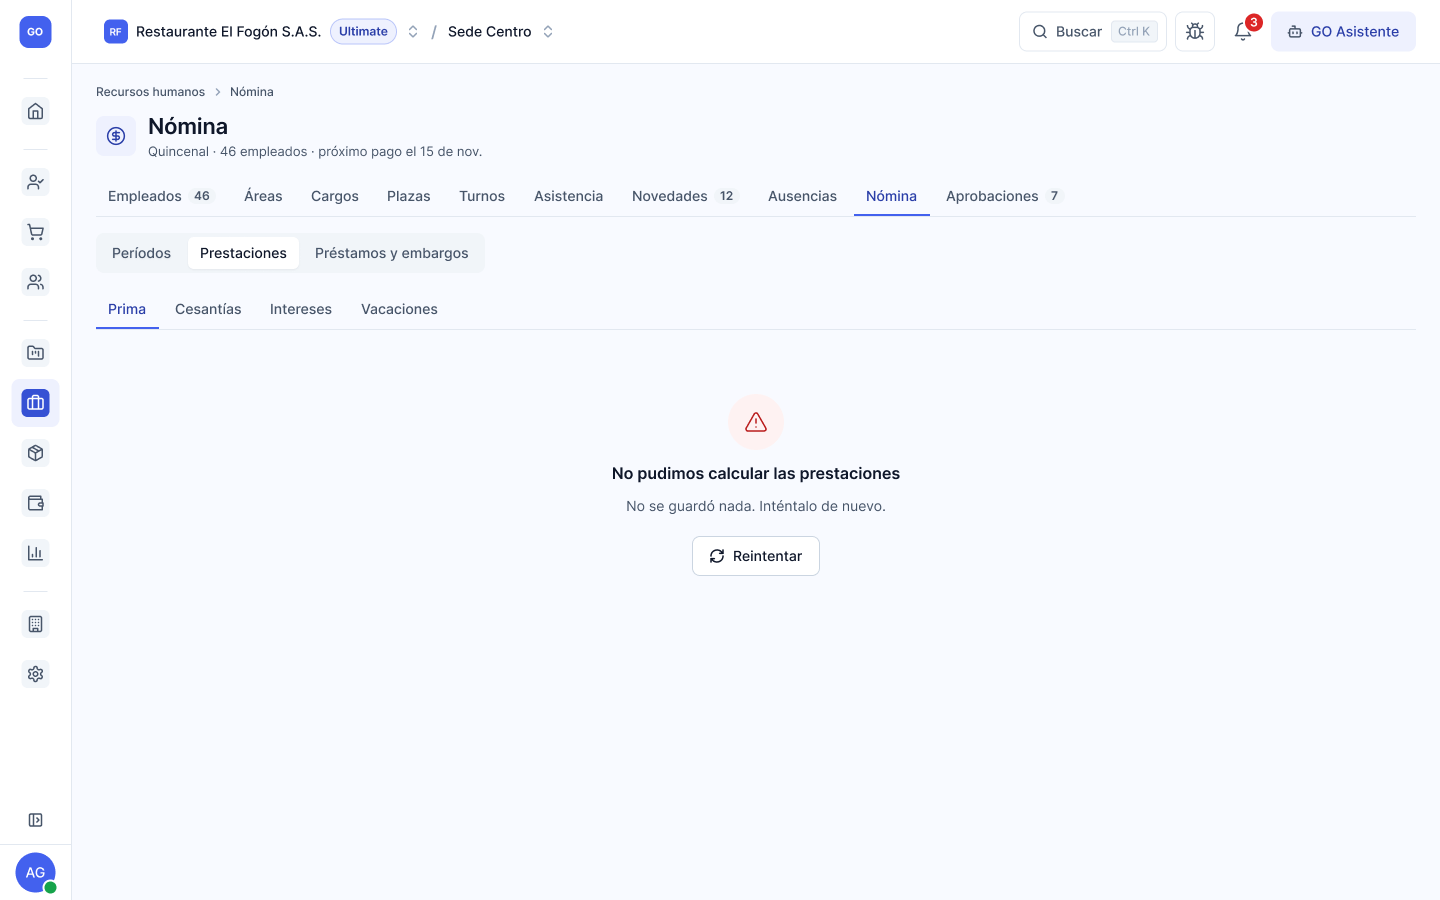 GO
RF Restaurante El Fogón S.A.S. Ultimate / Sede Centro
Buscar Ctrl K
3
GO Asistente
Recursos humanos > Nómina
Nómina
Quincenal · 46 empleados · próximo pago el 15 de nov.
Empleados 46 Áreas Cargos Plazas Turnos Asistencia Novedades 12 Ausencias Nómina Aprobaciones 7
Períodos Prestaciones Préstamos y embargos
Prima Cesantías Intereses Vacaciones
No pudimos calcular las prestaciones
No se guardó nada. Inténtalo de nuevo.
Reintentar
AG